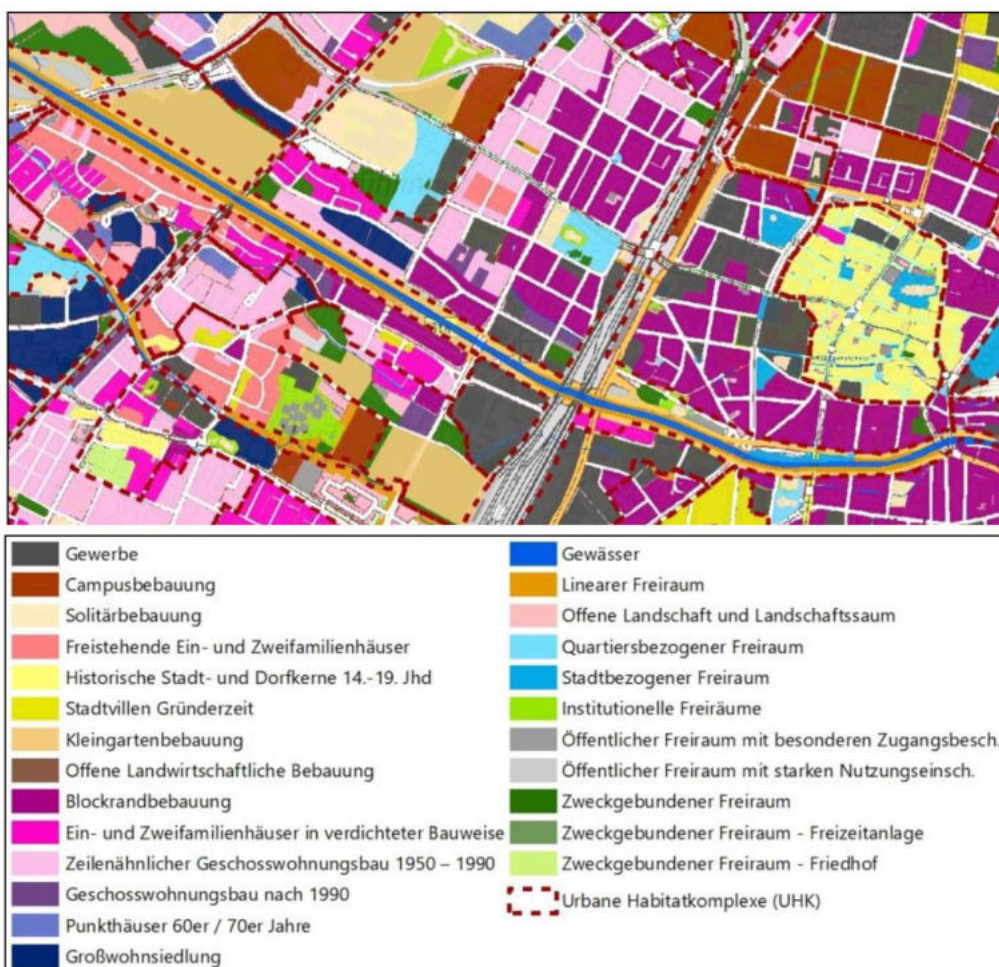 Gewerbe
Campusbebauung
Solitärbebauung
Freistehende Ein- und Zweifamilienhäuser
Historische Stadt- und Dorfkerne 14.-19. Jhd
Stadtvillen Gründerzeit
Kleingartenbebauung
Offene Landwirtschaftliche Bebauung
Blockrandbebauung
Ein- und Zweifamilienhäuser in verdichteter Bauweise
Zeilenähnlicher Geschosswohnungsbau 1950 – 1990
Geschosswohnungsbau nach 1990
Punkthäuser 60er / 70er Jahre
Großwohnsiedlung
Gewässer
Linearer Freiraum
Offene Landschaft und Landschaftssaum
Quartiersbezogener Freiraum
Stadtbezogener Freiraum
Institutionelle Freiräume
Öffentlicher Freiraum mit besonderen Zugangsbesch.
Öffentlicher Freiraum mit starken Nutzungseinsch.
Zweckgebundener Freiraum
Zweckgebundener Freiraum - Freizeitanlage
Zweckgebundener Freiraum - Friedhof
Urbane Habitatkomplexe (UHK)